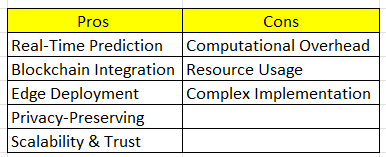 Pros Cons
Real-Time Prediction Computational Overhead
Blockchain Integration Resource Usage
Edge Deployment Complex Implementation
Privacy-Preserving
Scalability & Trust